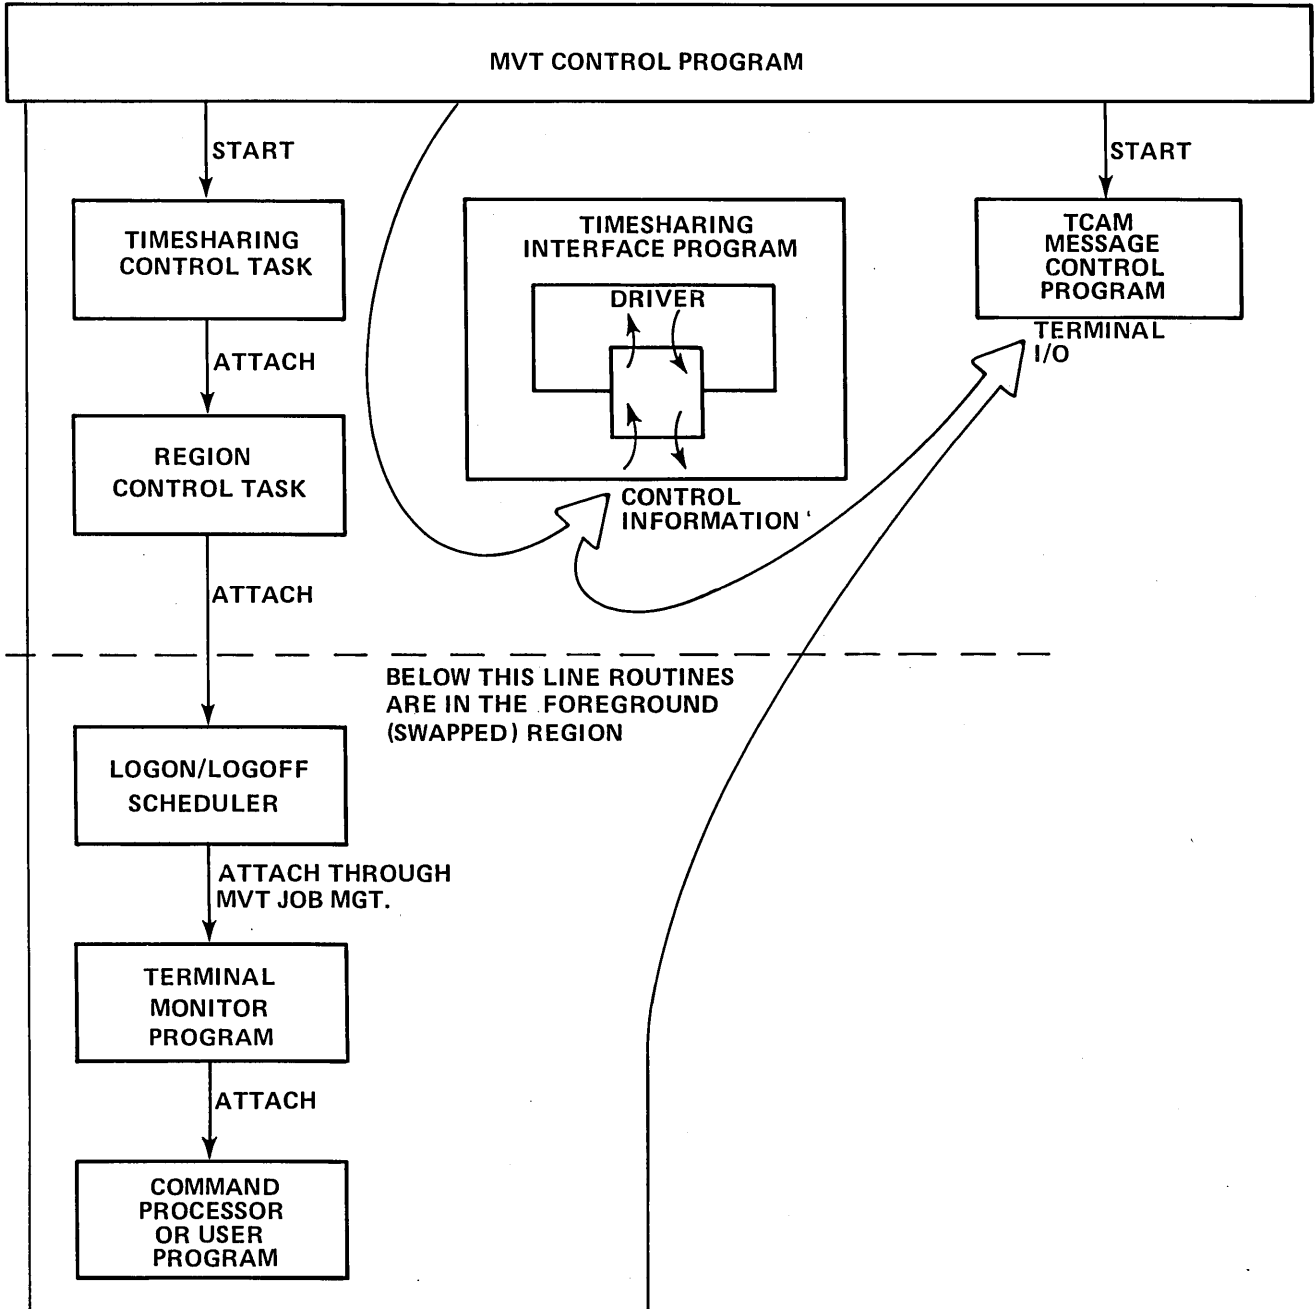 MVT CONTROL PROGRAM
START
START
TIMESHARING
CONTROL TASK
TIMESHARING
INTERFACE PROGRAM
DRIVER
TCAM
MESSAGE
CONTROL
PROGRAM
TERMINAL
I/O
ATTACH
REGION
CONTROL TASK
CONTROL
INFORMATION
ATTACH
BELOW THIS LINE ROUTINES
ARE IN THE FOREGROUND
(SWAPPED) REGION
LOGON/LOGOFF
SCHEDULER
ATTACH THROUGH
MVT JOB MGT.
TERMINAL
MONITOR
PROGRAM
ATTACH
COMMAND
PROCESSOR
OR USER
PROGRAM